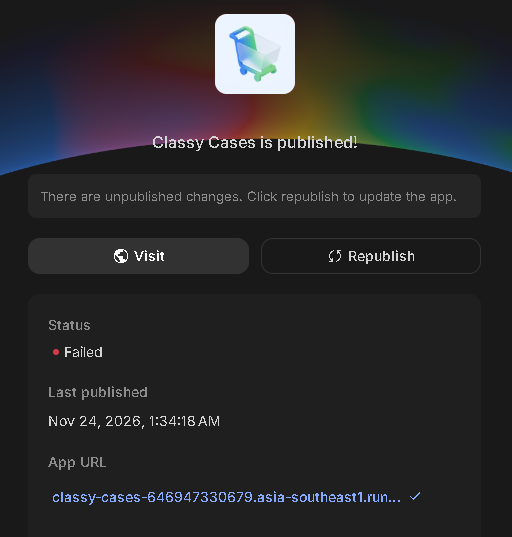 Classy Cases is published!
There are unpublished changes. Click republish to update the app.
Visit
Republish
Status
Failed
Last published
Nov 24, 2026, 1:34:18 AM
App URL
classy-cases-646947330679.asia-southeast1.run...